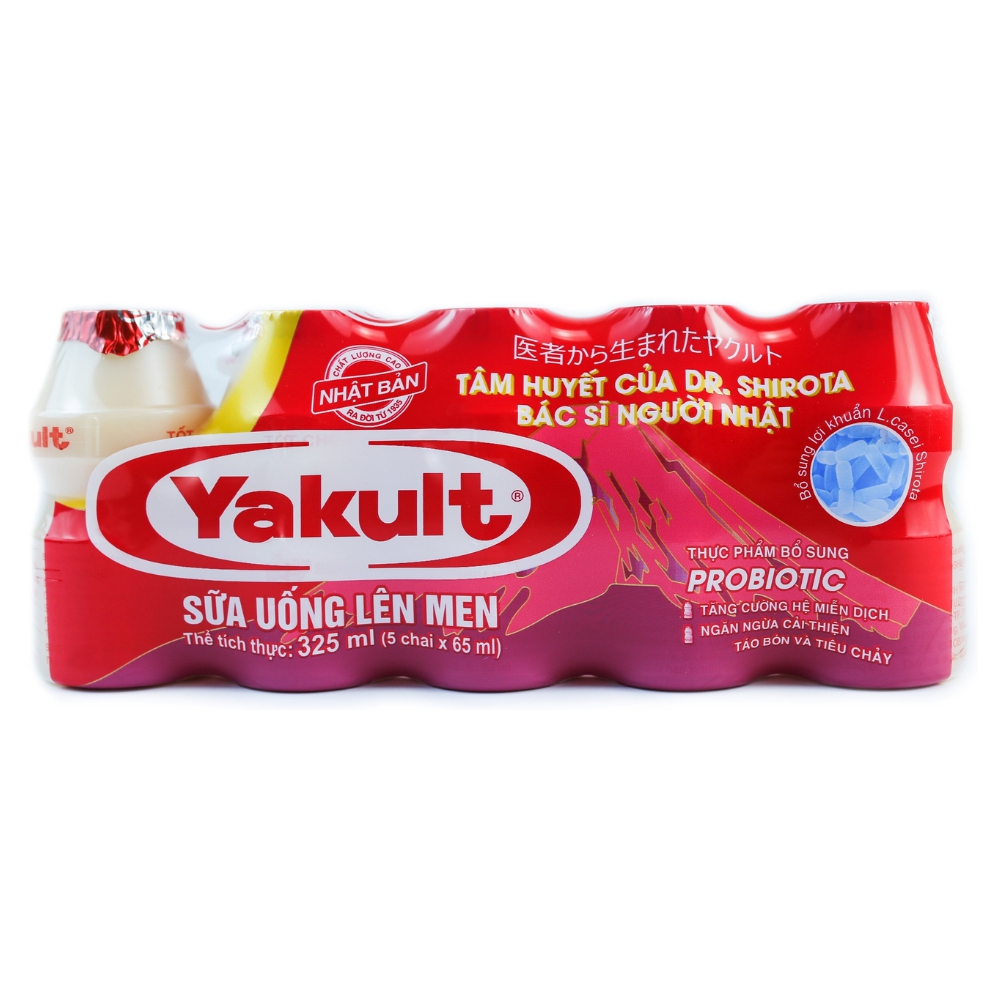 CHẤT LƯỢNG CAO
NHẬT BẢN
RA ĐỜI TỪ 1935
医者から生まれたヤクルト
TÂM HUYẾT CỦA DR. SHIROTA
BÁC SĨ NGƯỜI NHẬT
Bổ sung lợi khuẩn L.casei Shirota
ult®
TỐT
Yakult®
SỮA UỐNG LÊN MEN
Thể tích thực: 325 ml (5 chai x 65 ml)
THỰC PHẨM BỔ SUNG
PROBIOTIC
TĂNG CƯỜNG HỆ MIỄN DỊCH
NGĂN NGỪA CẢI THIỆN
TÁO BÓN VÀ TIÊU CHẢY